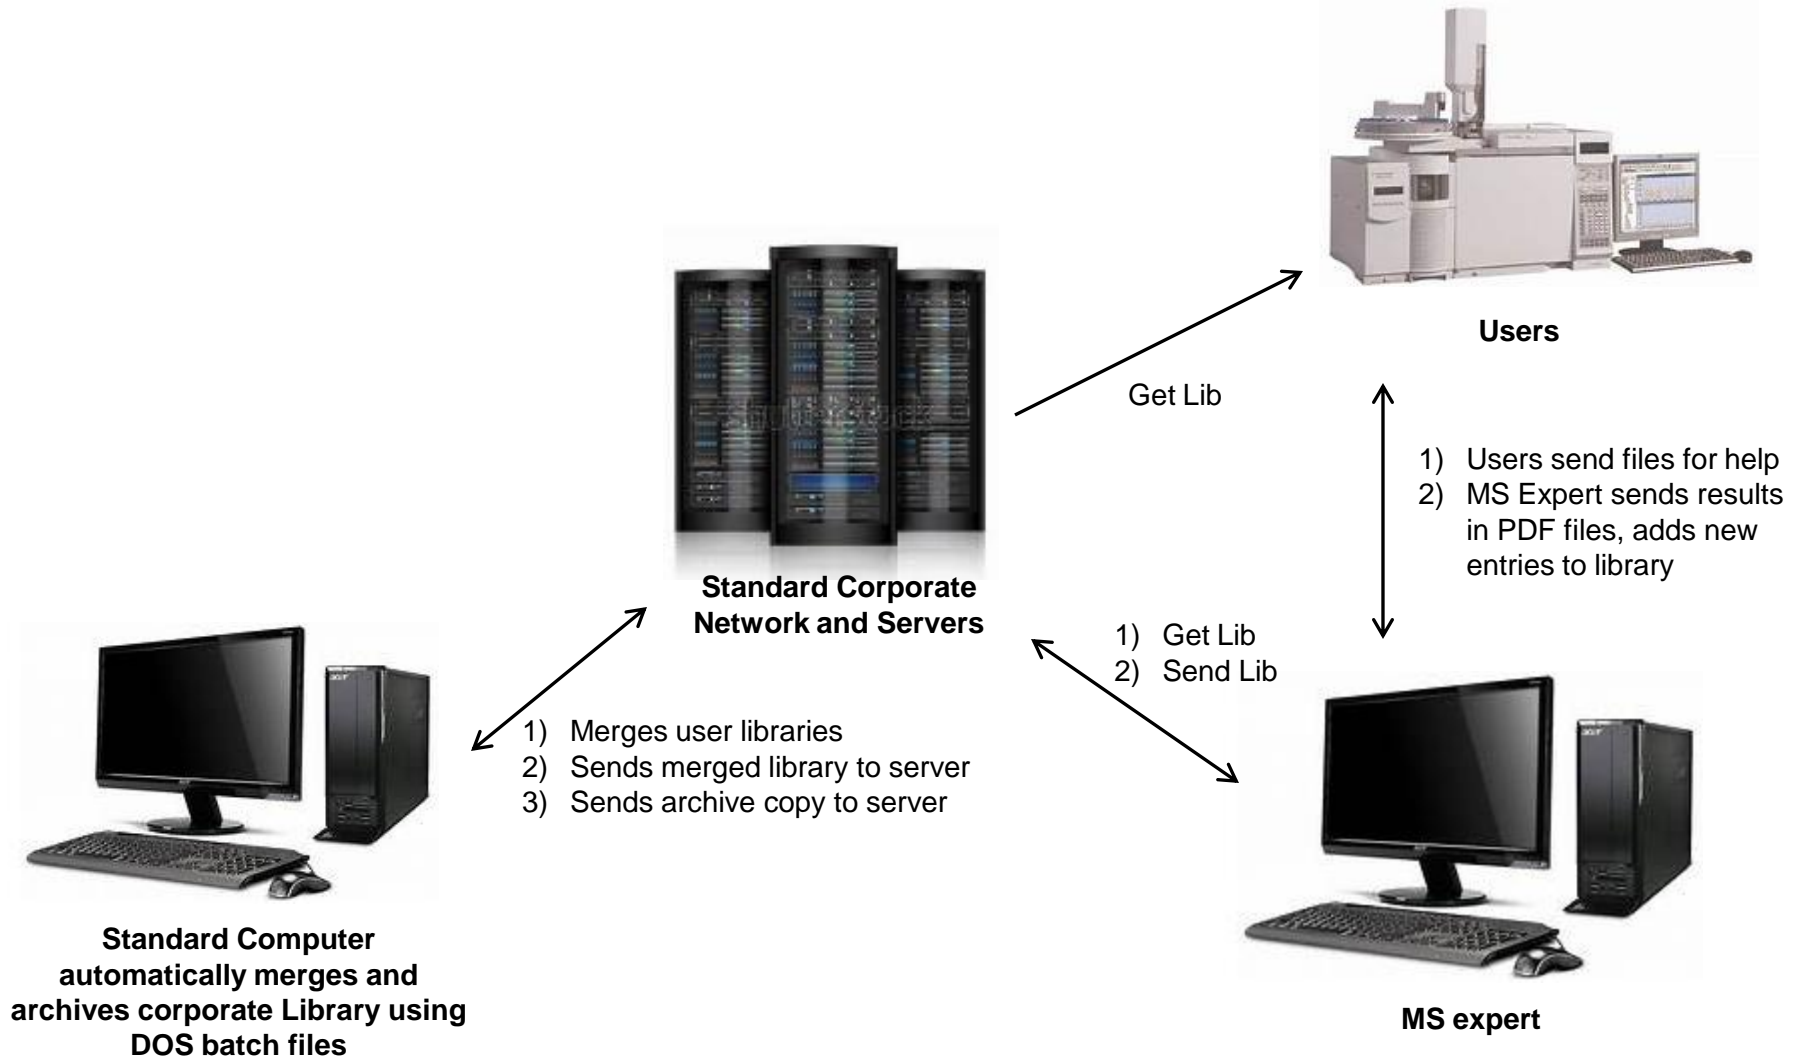 Users
Get Lib
1) Users send files for help
2) MS Expert sends results
in PDF files, adds new
entries to library
shutterstock
Standard Corporate
Network and Servers
1) Get Lib
2) Send Lib
1) Merges user libraries
2) Sends merged library to server
3) Sends archive copy to server
acer
acer
Standard Computer
automatically merges and
archives corporate Library using
DOS batch files
MS expert